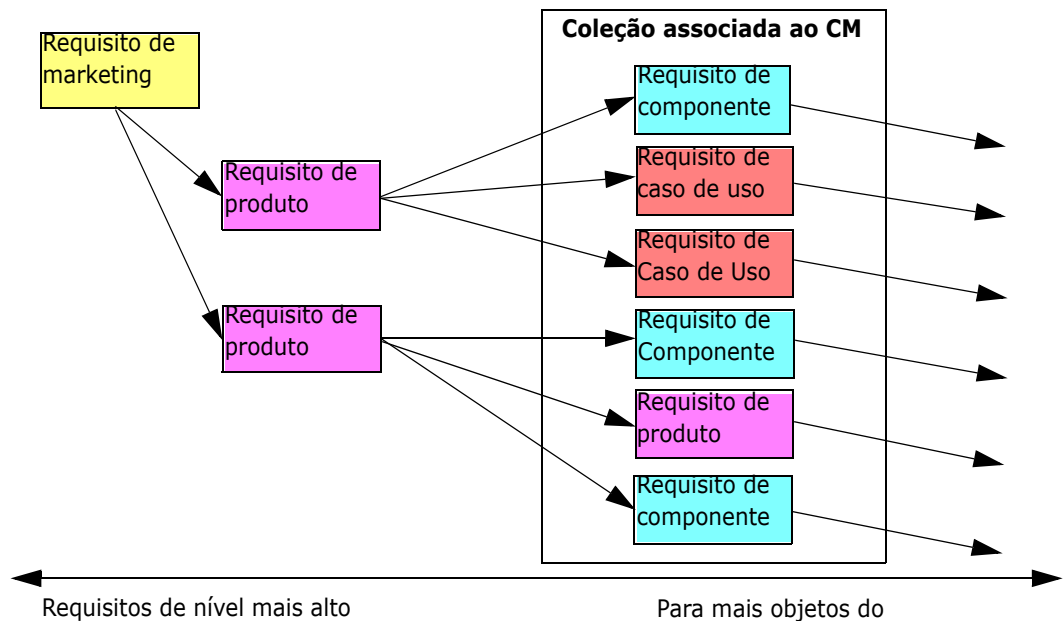 Coleção associada ao CM
Requisito de
marketing
Requisito de
componente
Requisito de
caso de uso
Requisito de
produto
Requisito de
Caso de Uso
Requisito de
produto
Requisito de
Componente
Requisito de
produto
Requisito de
componente
Requisitos de nível mais alto
Para mais objetos do